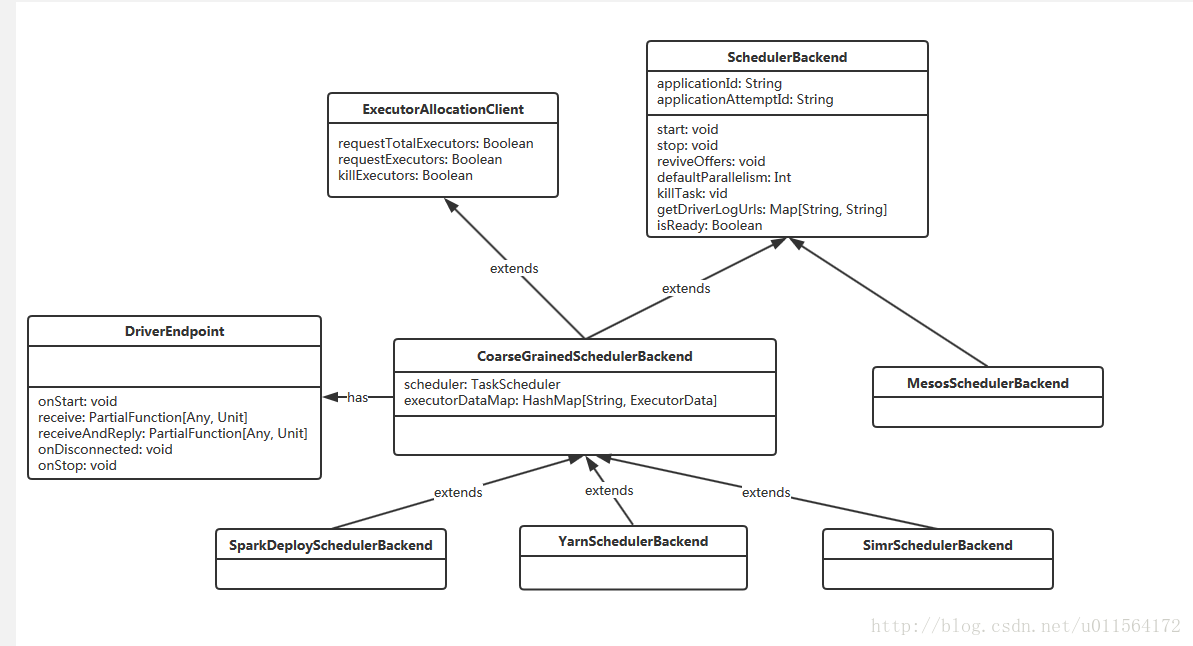 SchedulerBackend
applicationId: String
applicationAttemptId: String
start: void
stop: void
reviveOffers: void
defaultParallelism: Int
killTask: vid
getDriverLogUrls: Map[String, String]
isReady: Boolean
ExecutorAllocationClient
requestTotalExecutors: Boolean
requestExecutors: Boolean
killExecutors: Boolean
extends
extends
DriverEndpoint
onStart: void
receive: PartialFunction[Any, Unit]
receiveAndReply: PartialFunction[Any, Unit]
onDisconnected: void
onStop: void
has
CoarseGrainedSchedulerBackend
scheduler: TaskScheduler
executorDataMap: HashMap[String, ExecutorData]
MesosSchedulerBackend
extends
extends
extends
SparkDeploySchedulerBackend
YarnSchedulerBackend
SimrSchedulerBackend
http://blog.csdn.net/u011564172